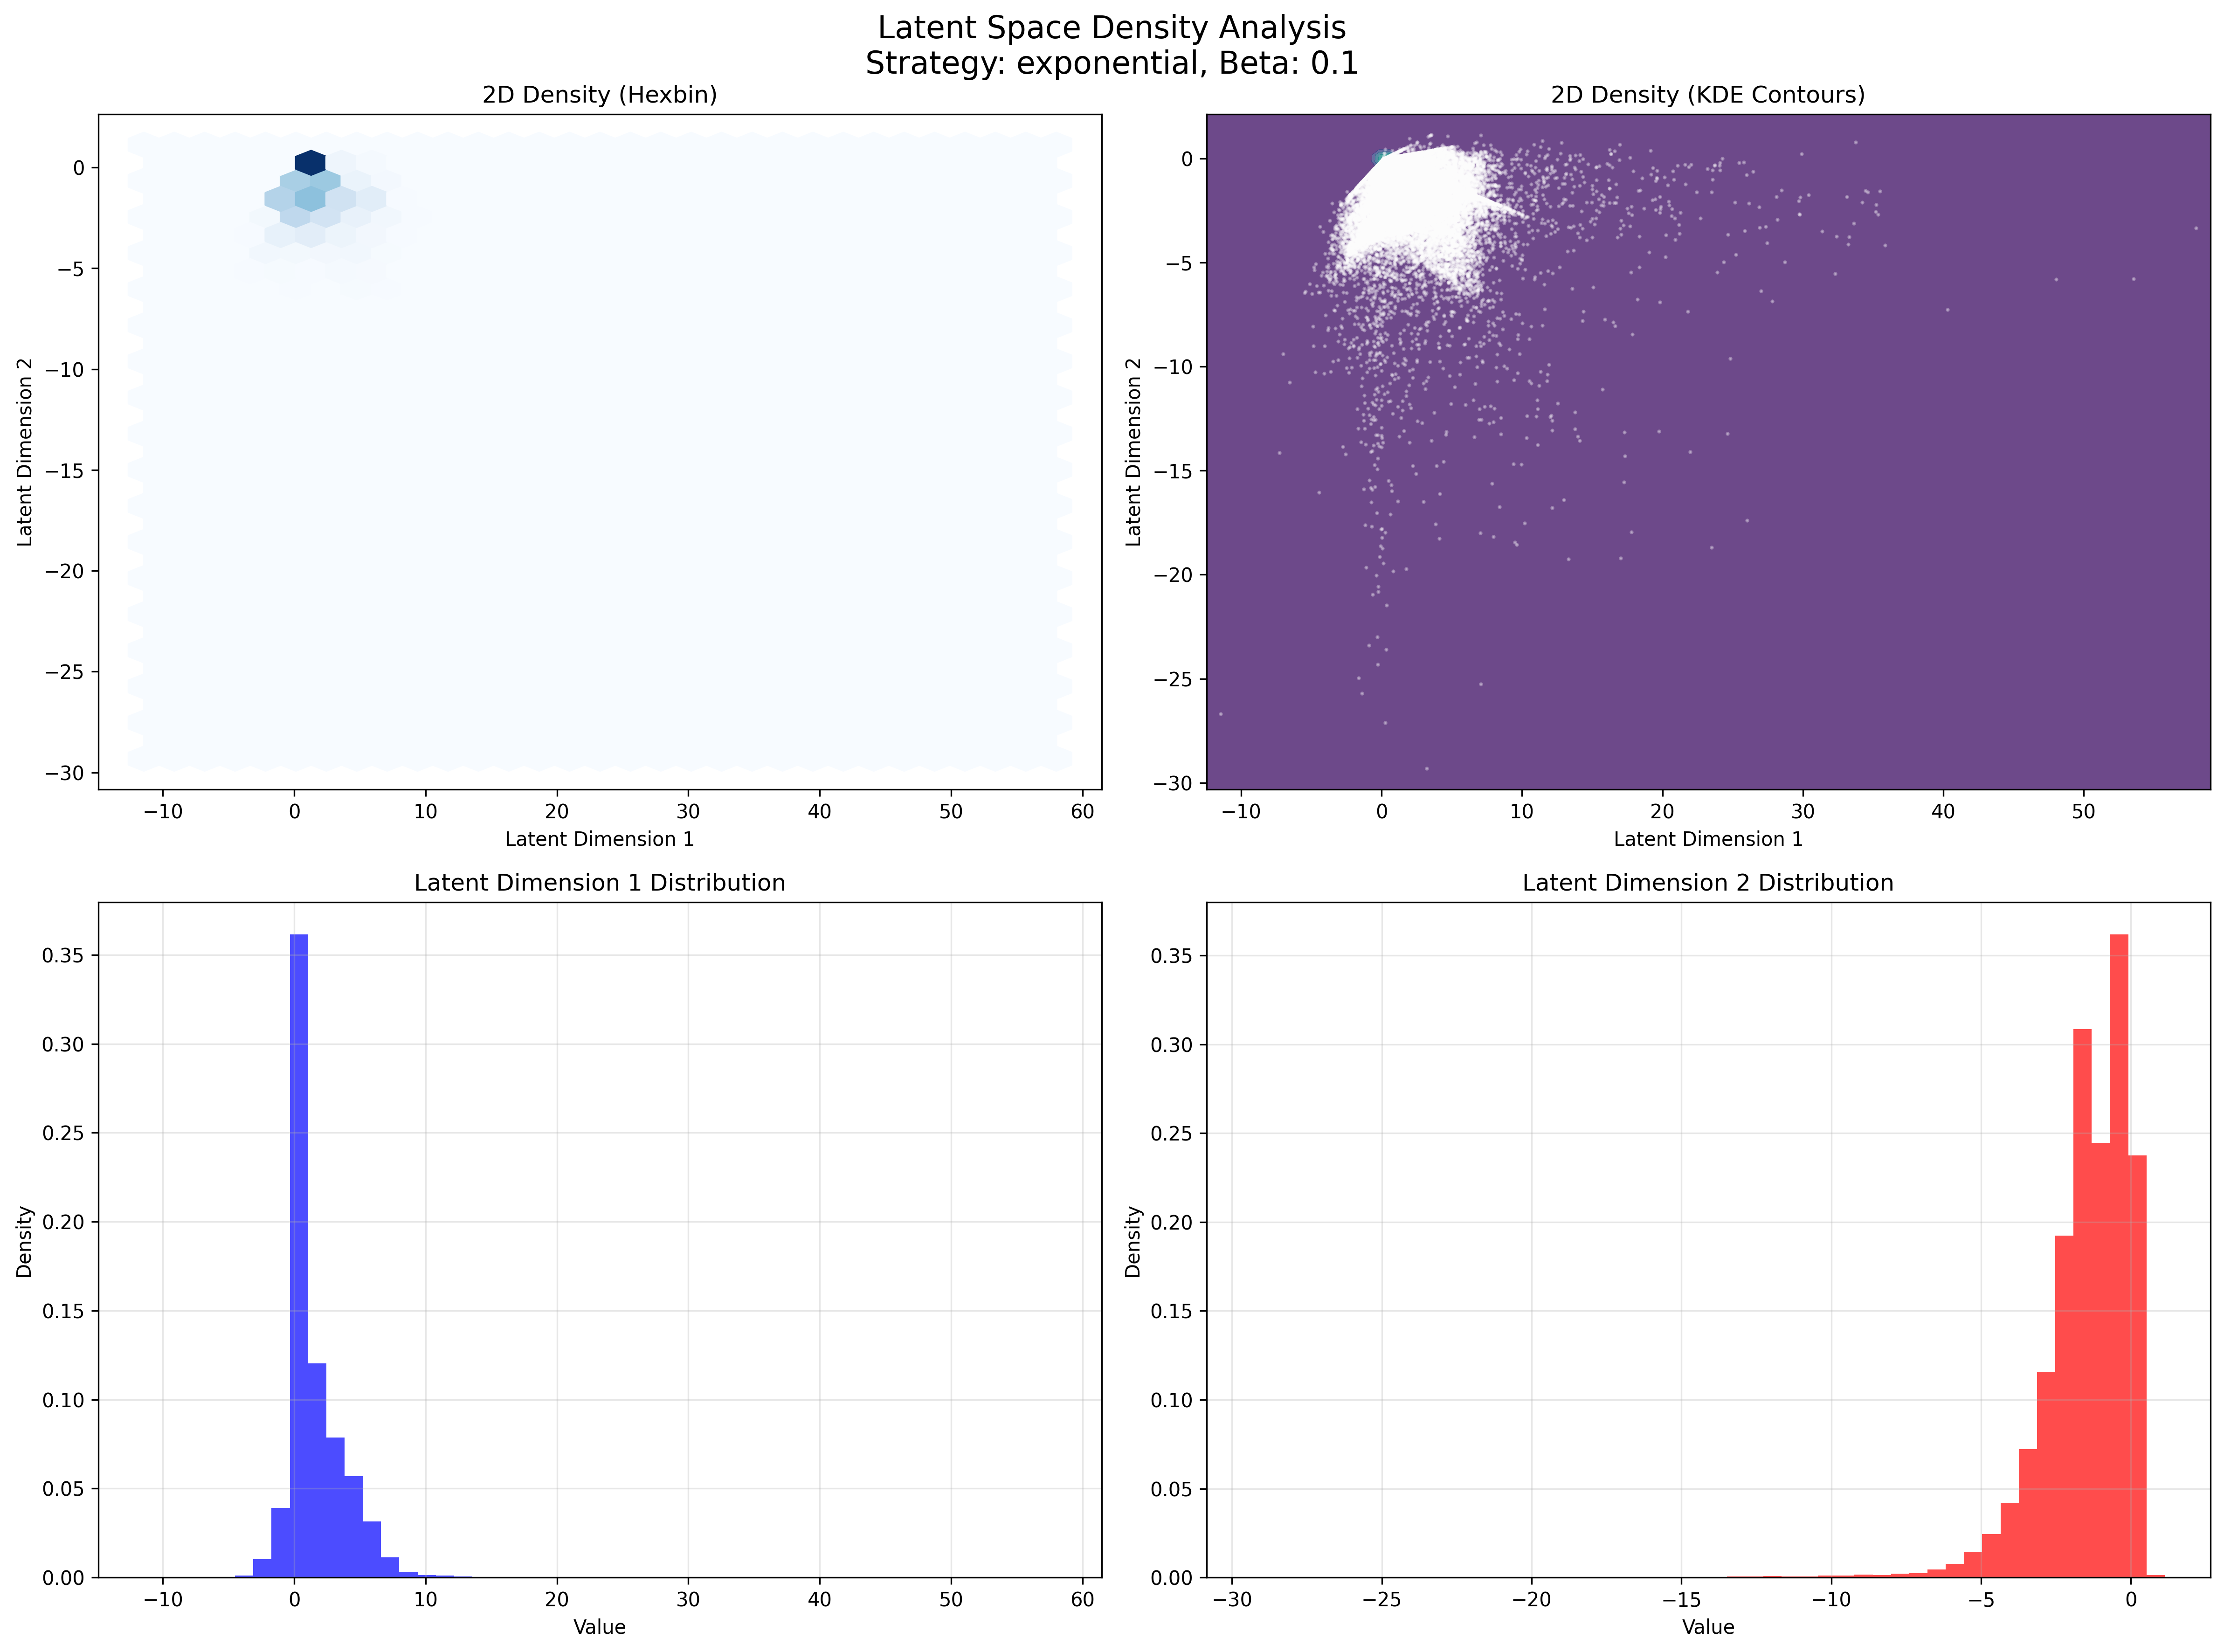 Latent Space Density Analysis
Strategy: exponential, Beta: 0.1
2D Density (Hexbin)
0
−5
−10
−15
−20
−25
−30
Latent Dimension 2
−10 0 10 20 30 40 50 60
Latent Dimension 1
2D Density (KDE Contours)
0
−5
−10
−15
−20
−25
−30
Latent Dimension 2
−10 0 10 20 30 40 50
Latent Dimension 1
Latent Dimension 1 Distribution
0.35
0.30
0.25
0.20
0.15
0.10
0.05
0.00
Density
−10 0 10 20 30 40 50 60
Value
Latent Dimension 2 Distribution
0.35
0.30
0.25
0.20
0.15
0.10
0.05
0.00
Density
−30 −25 −20 −15 −10 −5 0
Value